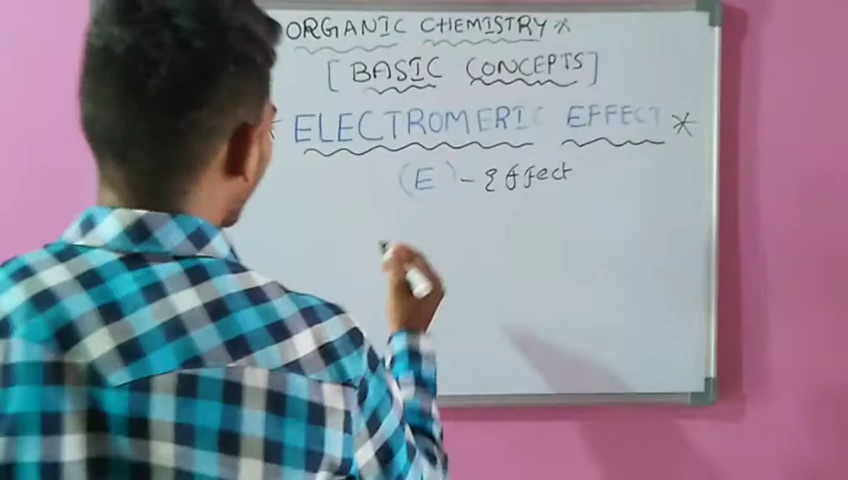 ORGANIC CHEMISTRY*
[BASIC CONCEPTS]
* ELECTROMERIC EFFECT *
(E) - Effect